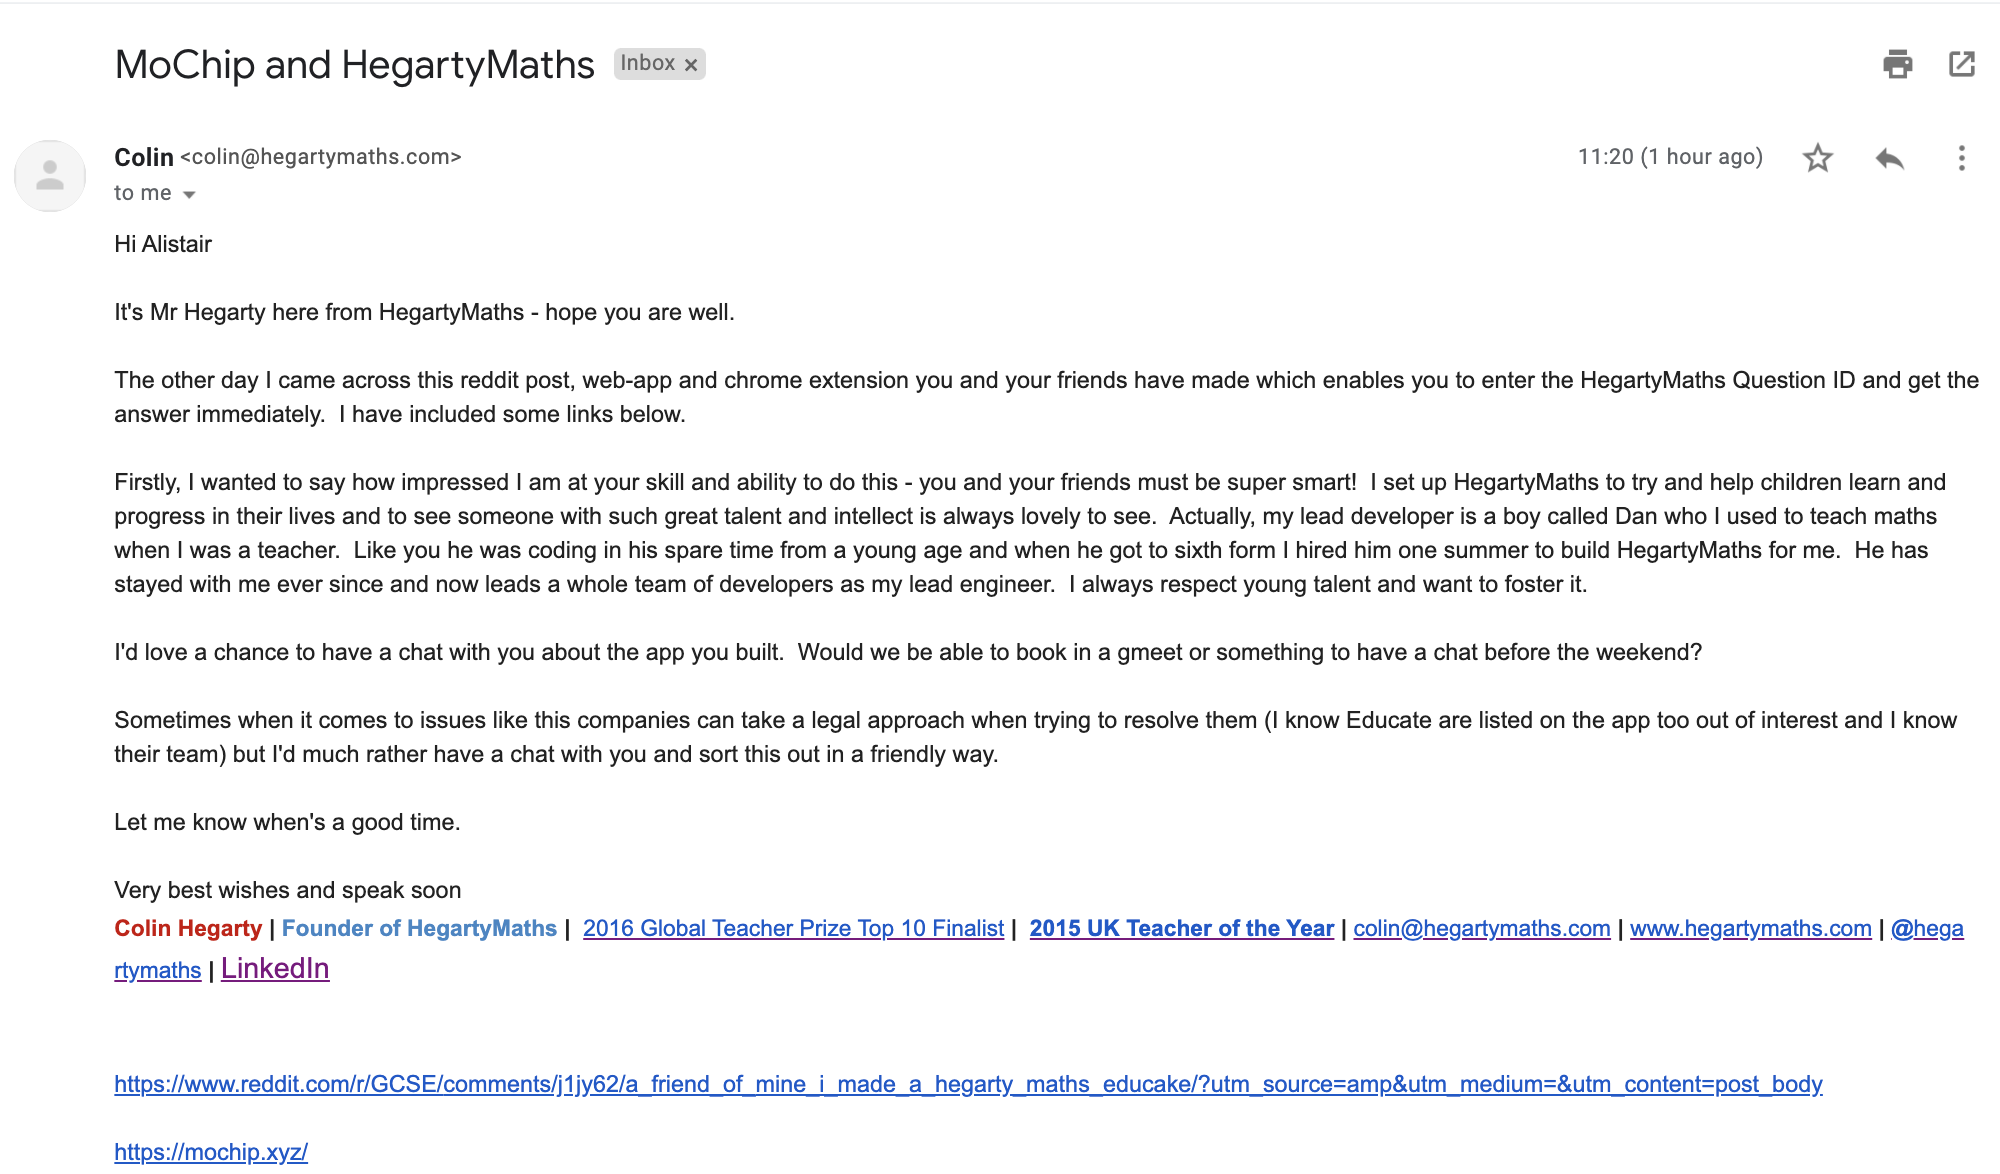 MoChip and HegartyMaths Inbox x
Colin <colin@hegartymaths.com> 11:20 (1 hour ago)
to me
Hi Alistair
It's Mr Hegarty here from HegartyMaths - hope you are well.
The other day I came across this reddit post, web-app and chrome extension you and your friends have made which enables you to enter the HegartyMaths Question ID and get the
answer immediately.  I have included some links below.
Firstly, I wanted to say how impressed I am at your skill and ability to do this - you and your friends must be super smart!  I set up HegartyMaths to try and help children learn and
progress in their lives and to see someone with such great talent and intellect is always lovely to see.  Actually, my lead developer is a boy called Dan who I used to teach maths
when I was a teacher.  Like you he was coding in his spare time from a young age and when he got to sixth form I hired him one summer to build HegartyMaths for me.  He has
stayed with me ever since and now leads a whole team of developers as my lead engineer.  I always respect young talent and want to foster it.
I'd love a chance to have a chat with you about the app you built.  Would we be able to book in a gmeet or something to have a chat before the weekend?
Sometimes when it comes to issues like this companies can take a legal approach when trying to resolve them (I know Educate are listed on the app too out of interest and I know
their team) but I'd much rather have a chat with you and sort this out in a friendly way.
Let me know when's a good time.
Very best wishes and speak soon
Colin Hegarty | Founder of HegartyMaths |  2016 Global Teacher Prize Top 10 Finalist |  2015 UK Teacher of the Year | colin@hegartymaths.com | www.hegartymaths.com | @hega
rtymaths | LinkedIn
https://www.reddit.com/r/GCSE/comments/j1jy62/a_friend_of_mine_i_made_a_hegarty_maths_educake/?utm_source=amp&utm_medium=&utm_content=post_body
https://mochip.xyz/